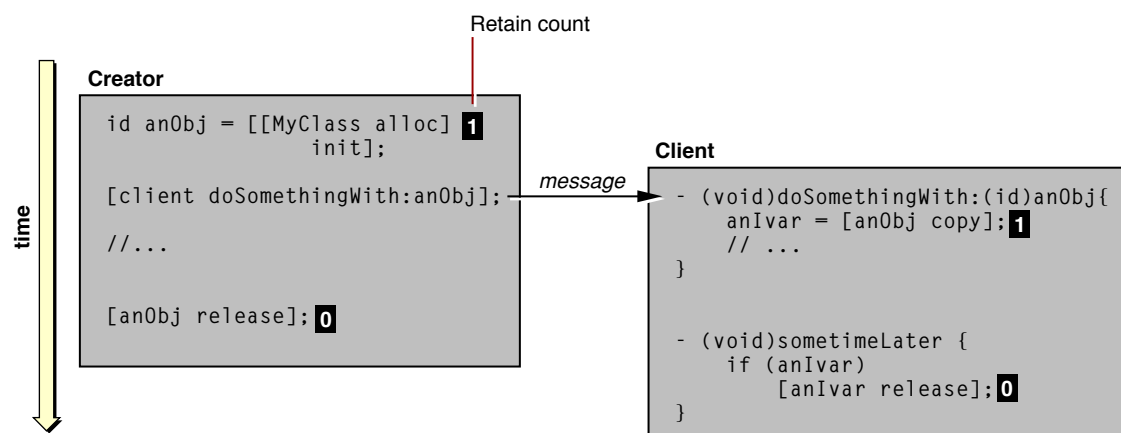 Retain count
time
Creator
id anObj = [[MyClass alloc] 1
init];
[client doSomethingWith:anObj];
//...
[anObj release]; 0
message
Client
- (void)doSomethingWith:(id)anObj{
anIvar = [anObj copy]; 1
// ...
}
- (void)sometimeLater {
if (anIvar)
[anIvar release]; 0
}